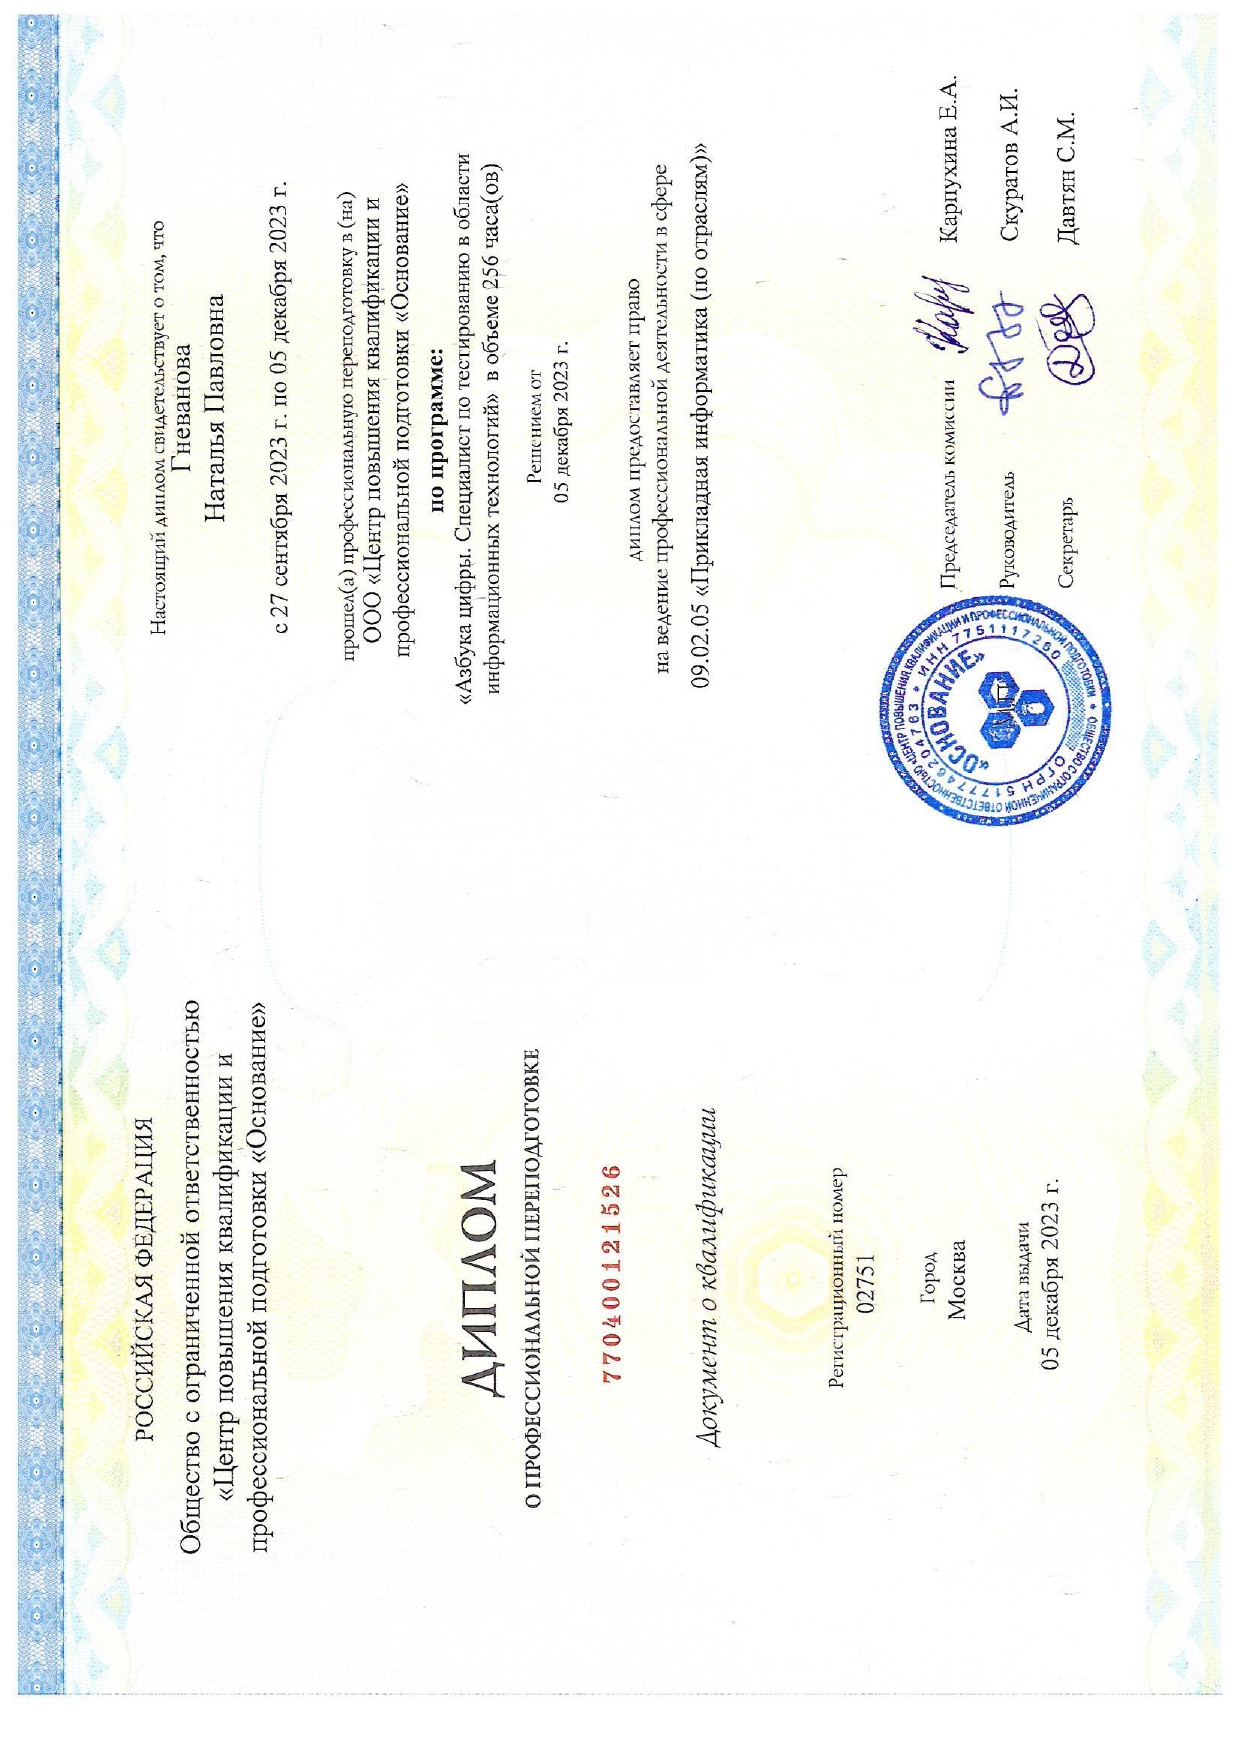 РОССИЙСКАЯ ФЕДЕРАЦИЯ
Общество с ограниченной ответственностью
«Центр повышения квалификации и
профессиональной подготовки «Основание»
ДИПЛОМ
О ПРОФЕССИОНАЛЬНОЙ ПЕРЕПОДГОТОВКЕ
770400121526
Документ о квалификации
Регистрационный номер
02751
Город
Москва
Дата выдачи
05 декабря 2023 г.
Настоящий диплом свидетельствует о том, что
Гневанова
Наталья Павловна
с 27 сентября 2023 г. по 05 декабря 2023 г.
прошел(а) профессиональную переподготовку в (на)
ООО «Центр повышения квалификации и
профессиональной подготовки «Основание»
по программе:
«Азбука цифры. Специалист по тестированию в области
информационных технологий» в объеме 256 часа(ов)
Решением от
05 декабря 2023 г.
диплом предоставляет право
на ведение профессиональной деятельности в сфере
09.02.05 «Прикладная информатика (по отраслям)»
Председатель комиссии Карпухина Е.А.
Руководитель Скуратов А.И.
Секретарь Давтян С.М.
ОБЩЕСТВО С ОГРАНИЧЕННОЙ ОТВЕТСТВЕННОСТЬЮ «ЦЕНТР ПОВЫШЕНИЯ КВАЛИФИКАЦИИ И ПРОФЕССИОНАЛЬНОЙ ПОДГОТОВКИ
ОГРН 5177746204763 * ИНН 7751117260
«ОСНОВАНИЕ»
М.П.